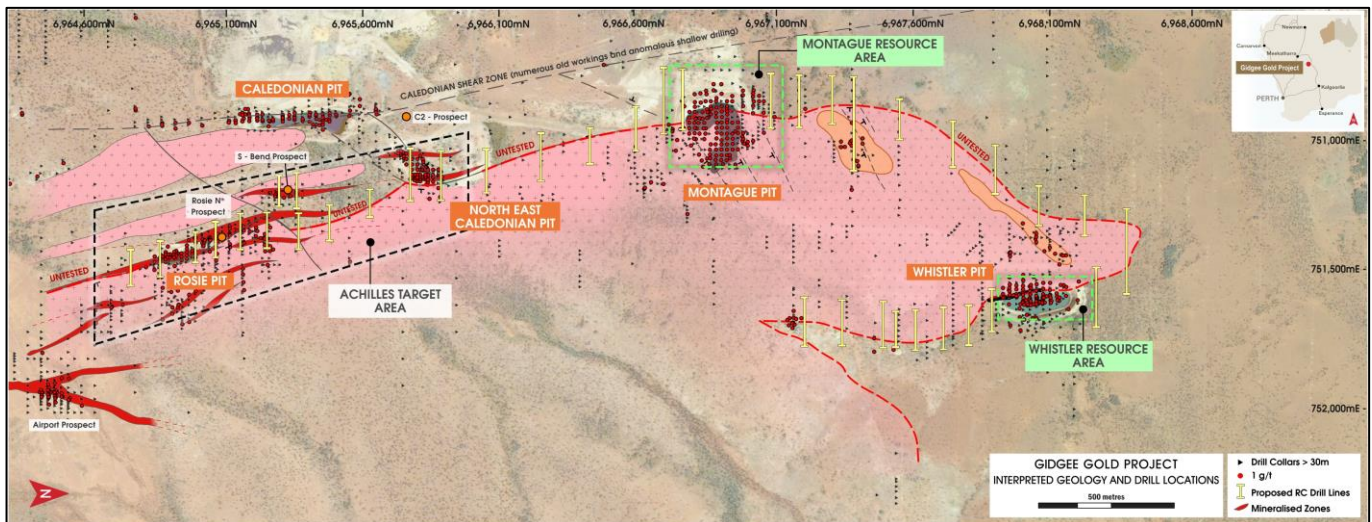 6,964,600mN
6,965,100mN
6,965,600mN
6,966,100mN
6,966,600mN
6,967,100mN
6,967,600mN
6,968,100mN
6,968,600mN
Newman
Carnarvon
Meekatharra
Gidgee Gold Project
Kalgoorlie
PERTH
Esperance
MONTAGUE RESOURCE
AREA
CALEDONIAN SHEAR ZONE (numerous old workings and anomalous shallow drilling)
CALEDONIAN PIT
C2 - Prospect
751,000mE
S - Bend Prospect
UNTESTED
UNTESTED
MONTAGUE PIT
Rosie Nth
Prospect
NORTH EAST
CALEDONIAN PIT
UNTESTED
UNTESTED
ROSIE PIT
WHISTLER PIT
751,500mE
ACHILLES TARGET
AREA
WHISTLER RESOURCE
AREA
752,000mE
Airport Prospect
N
GIDGEE GOLD PROJECT
INTERPRETED GEOLOGY AND DRILL LOCATIONS
500 metres
Drill Collars > 30m
1 g/t
Proposed RC Drill Lines
Mineralised Zones